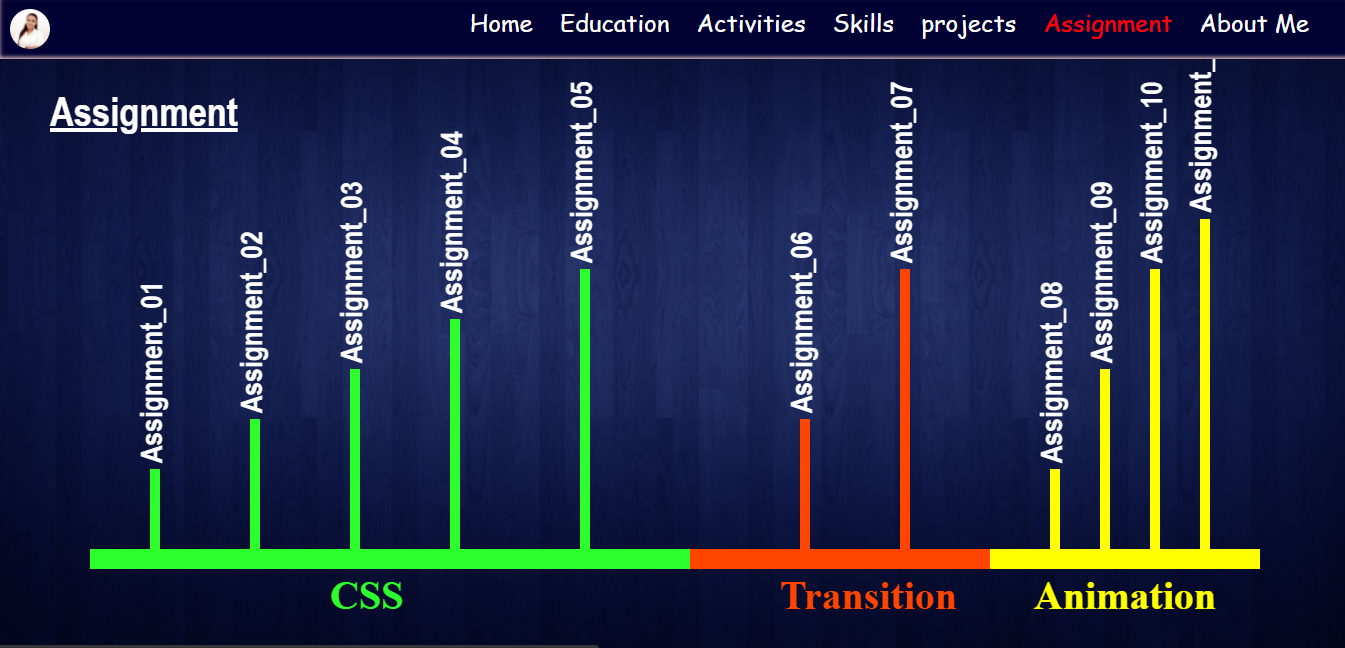 Home Education Activities Skills projects Assignment About Me
Assignment
Assignment_01
Assignment_02
Assignment_03
Assignment_04
Assignment_05
Assignment_06
Assignment_07
Assignment_08
Assignment_09
Assignment_10
Assignment_
CSS
Transition
Animation